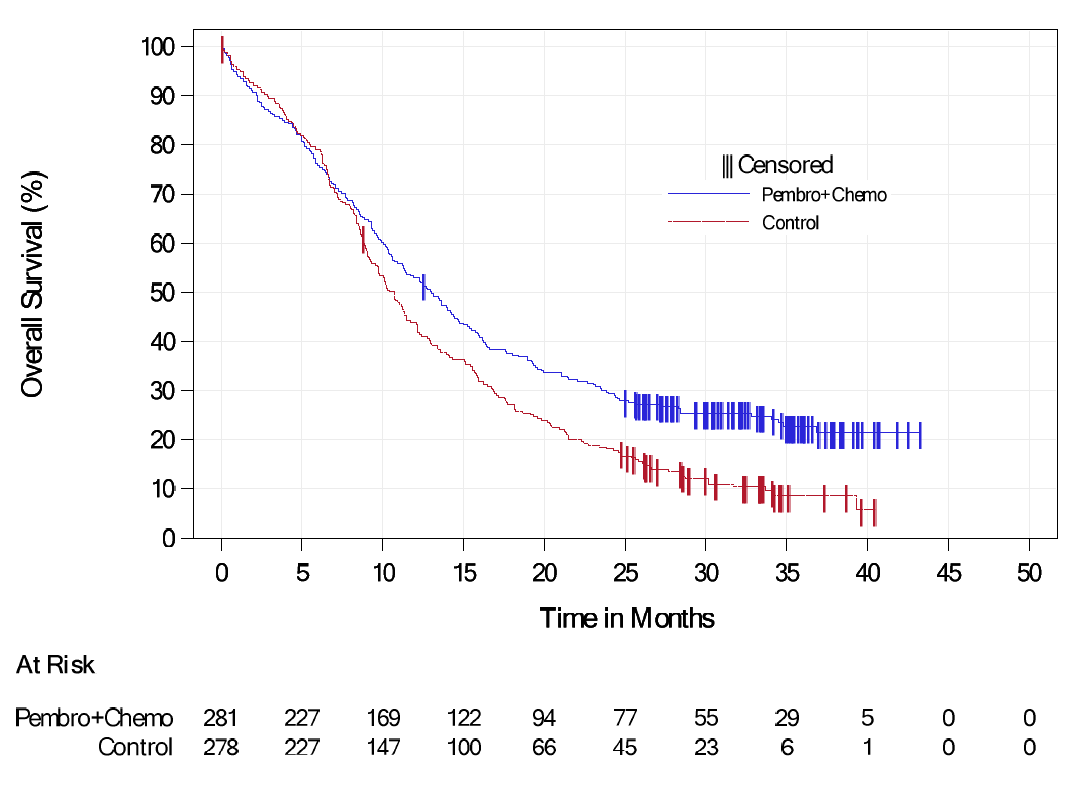 Overall Survival (%)
100
90
80
70
60
50
40
30
20
10
0
Censored
Pembro+Chemo
Control
0 5 10 15 20 25 30 35 40 45 50
Time in Months
At Risk
Pembro+Chemo 281 227 169 122 94 77 55 29 5 0 0
Control 278 227 147 100 66 45 23 6 1 0 0